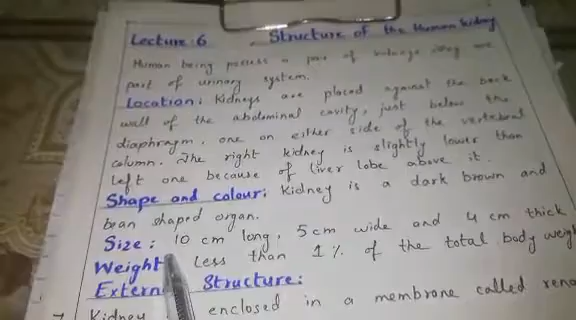 Lecture: 6 Structure of the Human kidney
Human being possess a pair of kidneys they are
part of urinary system.
Location: Kidneys are placed against the back
wall of the abdominal cavity, just below the
diaphragm, one on either side of the vertebral
column. The right kidney is slightly lower than
left one because of liver lobe above it.
Shape and colour: Kidney is a dark brown and
bean shaped organ.
Size: 10 cm long, 5 cm wide and 4 cm thick
Weight less than 1% of the total body weigh
Extern Structure:
Kidney enclosed in a membrane called ren